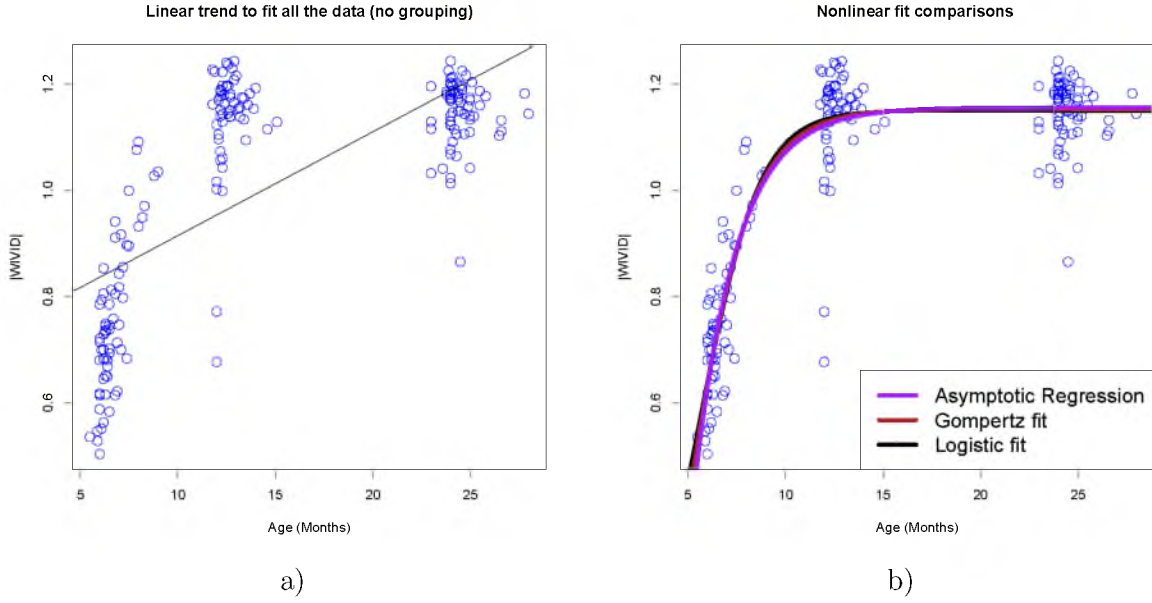 Linear trend to fit all the data (no grouping)
|WIVID|
1.2
1.0
0.8
0.6
5 10 15 20 25
Age (Months)
a)
Nonlinear fit comparisons
|WIVID|
1.2
1.0
0.8
0.6
Asymptotic Regression
Gompertz fit
Logistic fit
5 10 15 20 25
Age (Months)
b)